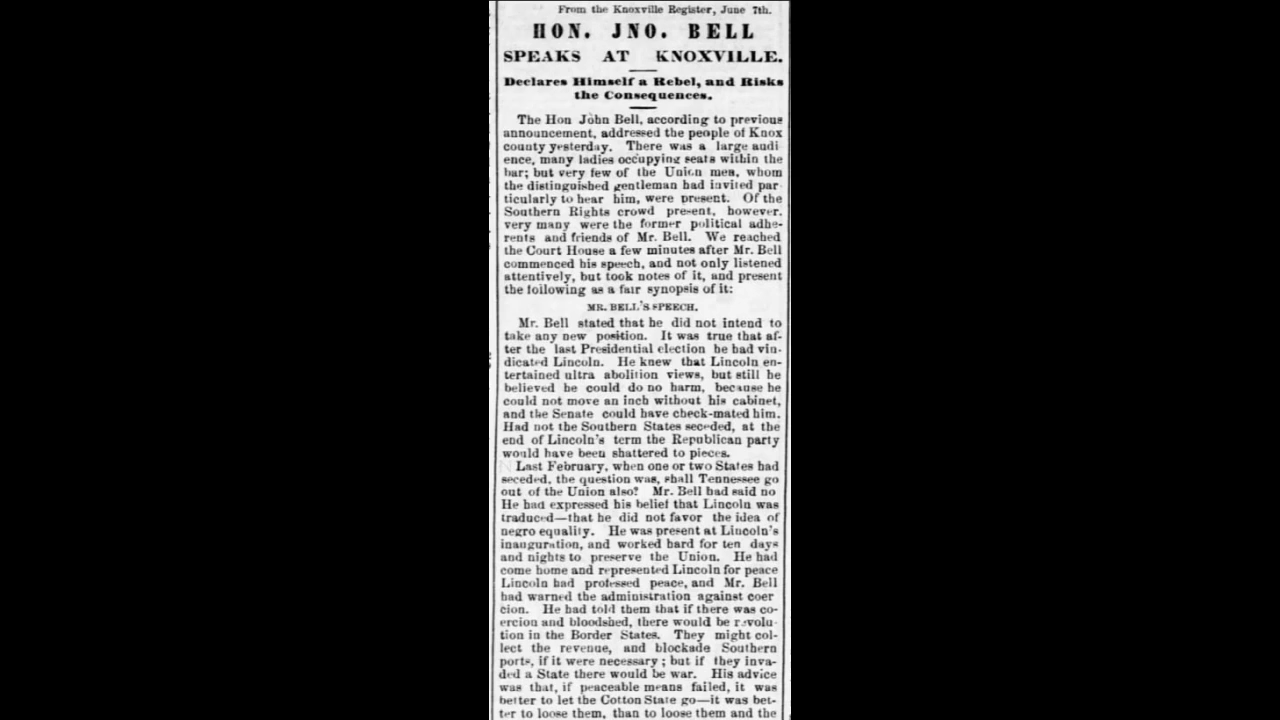 From the Knoxville Register, June 7th.
HON. JNO. BELL
SPEAKS AT KNOXVILLE.
Declares Himself a Rebel, and Risks
the Consequences.
The Hon John Bell, according to previous
announcement, addressed the people of Knox
county yesterday. There was a large audi
ence, many ladies occupying seats within the
bar; but very few of the Union men, whom
the distinguished gentleman had invited par
ticularly to hear him, were present. Of the
Southern Rights crowd present, however,
very many were the former political adhe-
rents and friends of Mr. Bell. We reached
the Court House a few minutes after Mr. Bell
commenced his speech, and not only listened
attentively, but took notes of it, and present
the following as a fair synopsis of it:
MR. BELL'S SPEECH.
Mr. Bell stated that he did not intend to
take any new position. It was true that af-
ter the last Presidential election he had vin-
dicated Lincoln. He knew that Lincoln en-
tertained ultra abolition views, but still he
believed he could do no harm, because he
could not move an inch without his cabinet,
and the Senate could have check-mated him.
Had not the Southern States seceded, at the
end of Lincoln's term the Republican party
would have been shattered to pieces.
Last February, when one or two States had
seceded, the question was, shall Tennessee go
out of the Union also? Mr. Bell had said no
He had expressed his belief that Lincoln was
traduced—that he did not favor the idea of
negro equality. He was present at Lincoln's
inauguration, and worked hard for ten days
and nights to preserve the Union. He had
come home and represented Lincoln for peace
Lincoln had professed peace, and Mr. Bell
had warned the administration against coer
cion. He had told them that if there was co-
ercion and bloodshed, there would be revolu-
tion in the Border States. They might col-
lect the revenue, and blockade Southern
ports, if it were necessary; but if they inva-
ded a State there would be war. His advice
was that, if peaceable means failed, it was
better to let the Cotton State go—it was bet-
ter to loose them, than to loose them and the